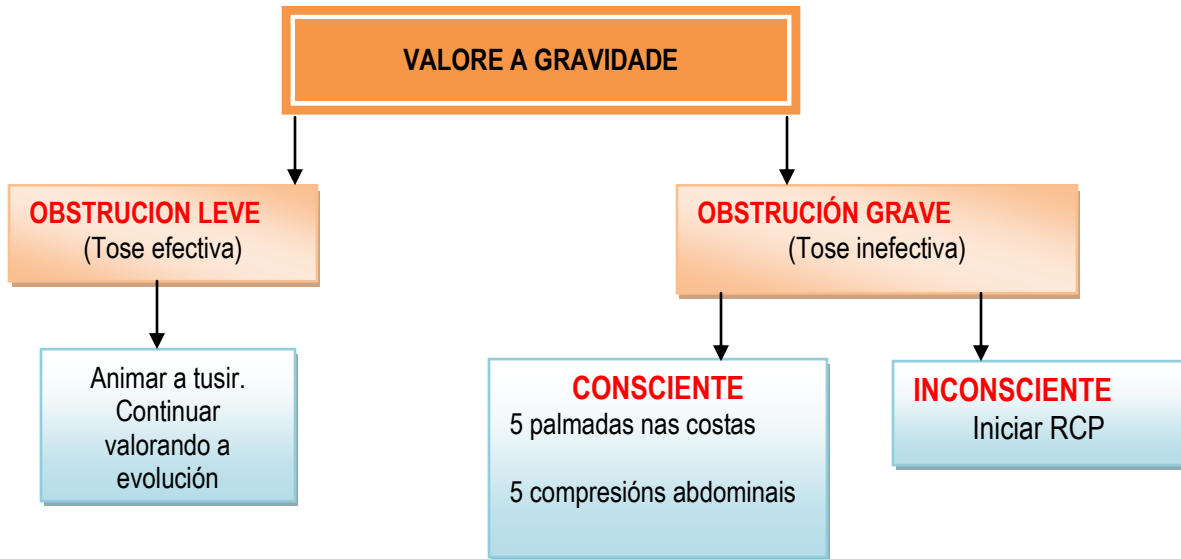 VALORE A GRAVIDADE
OBSTRUCION LEVE
(Tose efectiva)
OBSTRUCIÓN GRAVE
(Tose inefectiva)
Animar a tusir.
Continuar
valorando a
evolución
CONSCIENTE
5 palmadas nas costas
5 compresións abdominais
INCONSCIENTE
Iniciar RCP